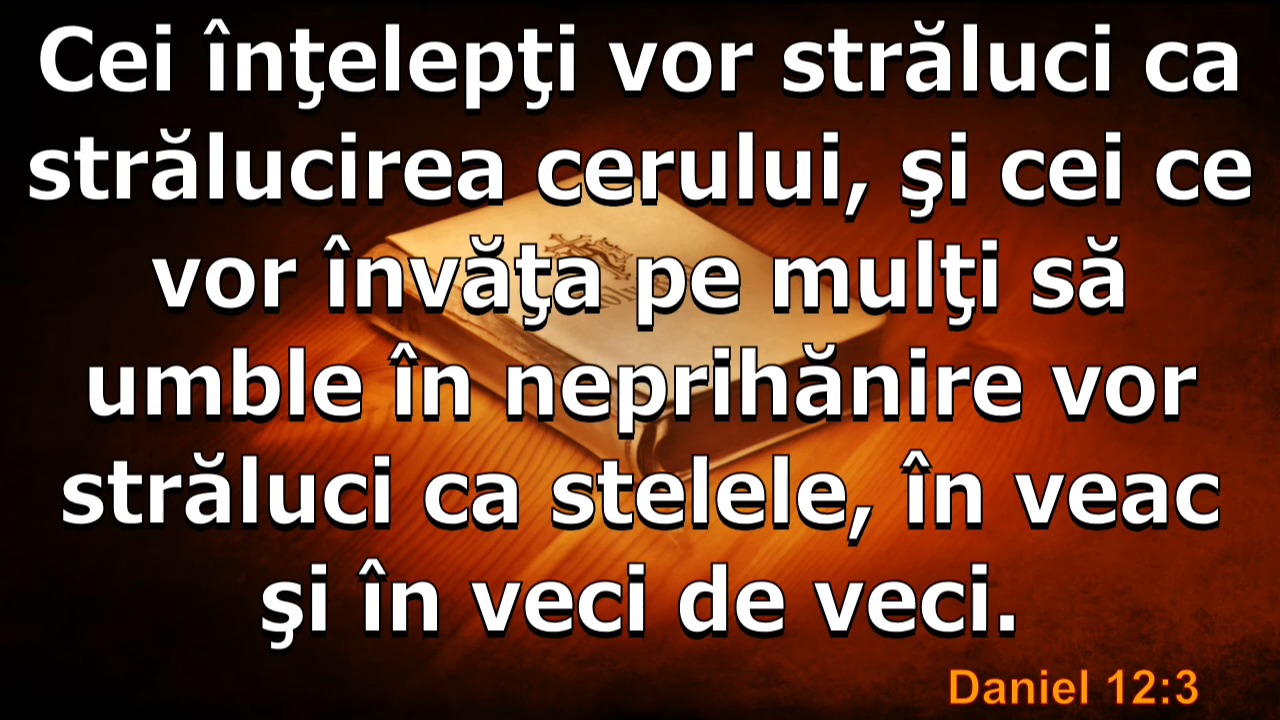 Cei înţelepţi vor străluci ca
strălucirea cerului, şi cei ce
vor învăţa pe mulţi să
umble în neprihănire vor
străluci ca stelele, în veac
şi în veci de veci.
Daniel 12:3